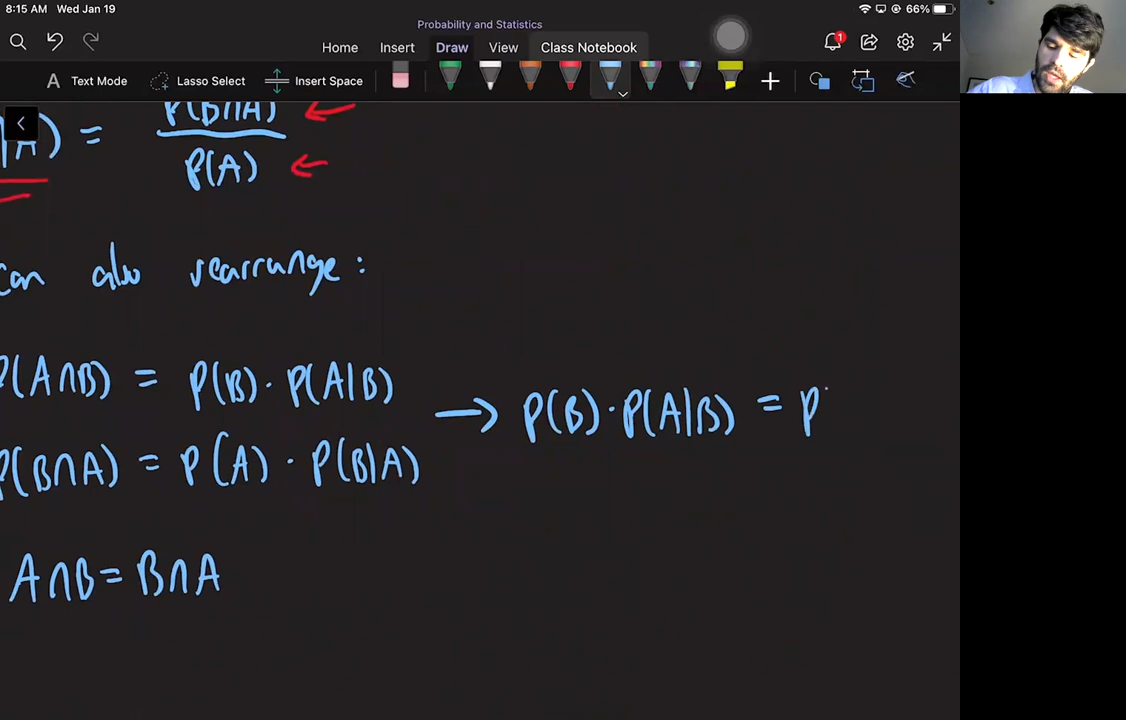 8:15 AM Wed Jan 19
66%
Probability and Statistics
Home Insert Draw View Class Notebook
1
A Text Mode Lasso Select Insert Space
|A) = P(B∩A)
P(A)
can also rearrange:
P(A∩B) = P(B)·P(A|B)
→ P(B)·P(A|B) = P
P(B∩A) = P(A) · P(B|A)
A∩B = B∩A